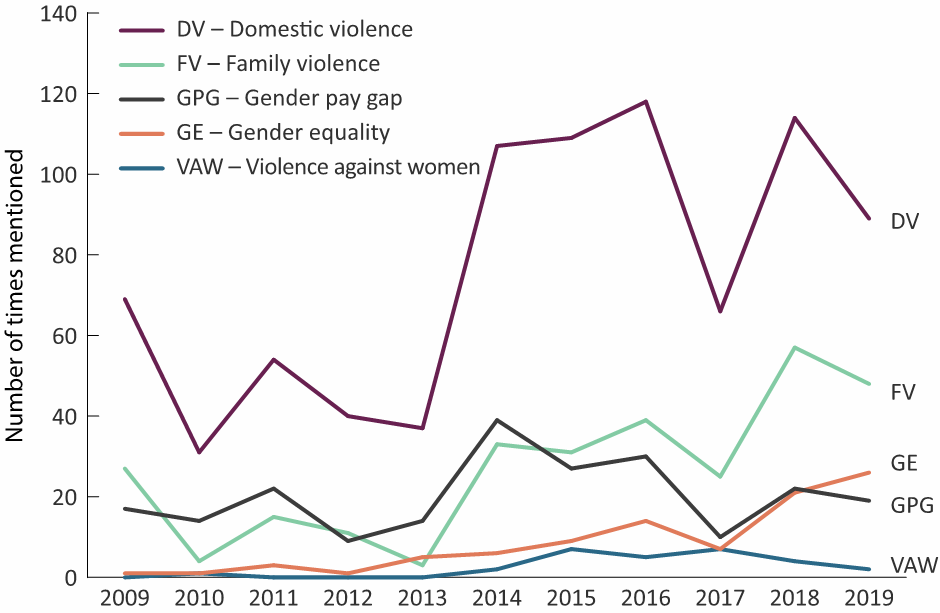 140
120
100
80
60
40
20
0
Number of times mentioned
DV – Domestic violence
FV – Family violence
GPG – Gender pay gap
GE – Gender equality
VAW – Violence against women
DV
FV
GE
GPG
VAW
2009 2010 2011 2012 2013 2014 2015 2016 2017 2018 2019